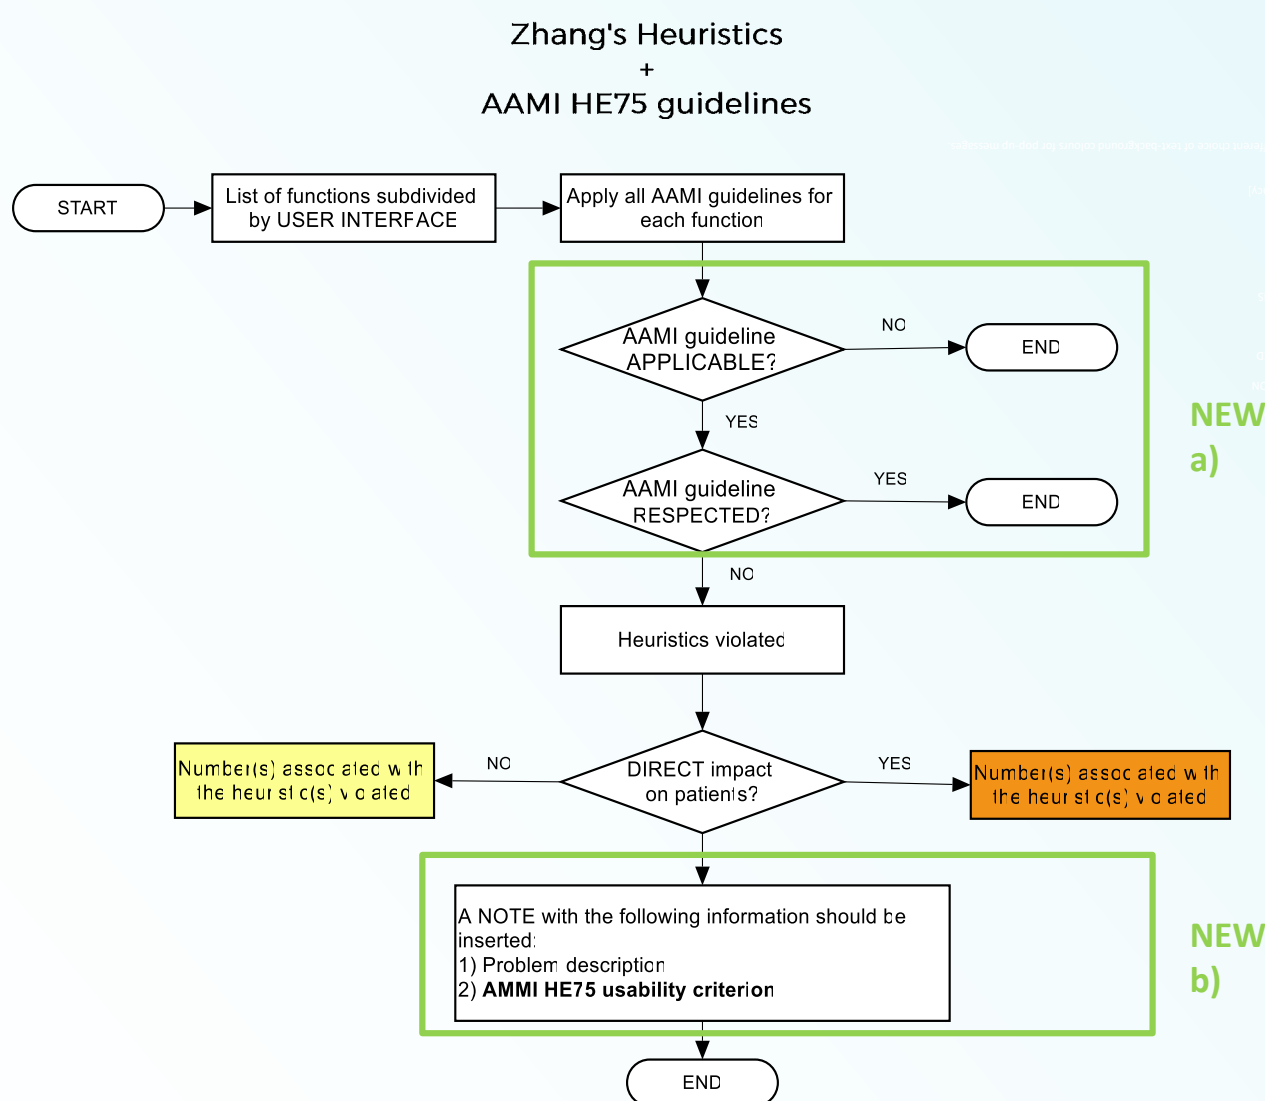 Zhang's Heuristics
+
AAMI HE75 guidelines
START
List of functions subdivided
by USER INTERFACE
Apply all AAMI guidelines for
each function
AAMI guideline
APPLICABLE?
NO
END
YES
NEW
a)
AAMI guideline
RESPECTED?
YES
END
NO
Heuristics violated
DIRECT impact
on patients?
NO
Number(s) associated with
the heuristic(s) violated
YES
Number(s) associated with
the heuristic(s) violated
A NOTE with the following information should be
inserted:
1) Problem description
2) AMMI HE75 usability criterion
NEW
b)
END